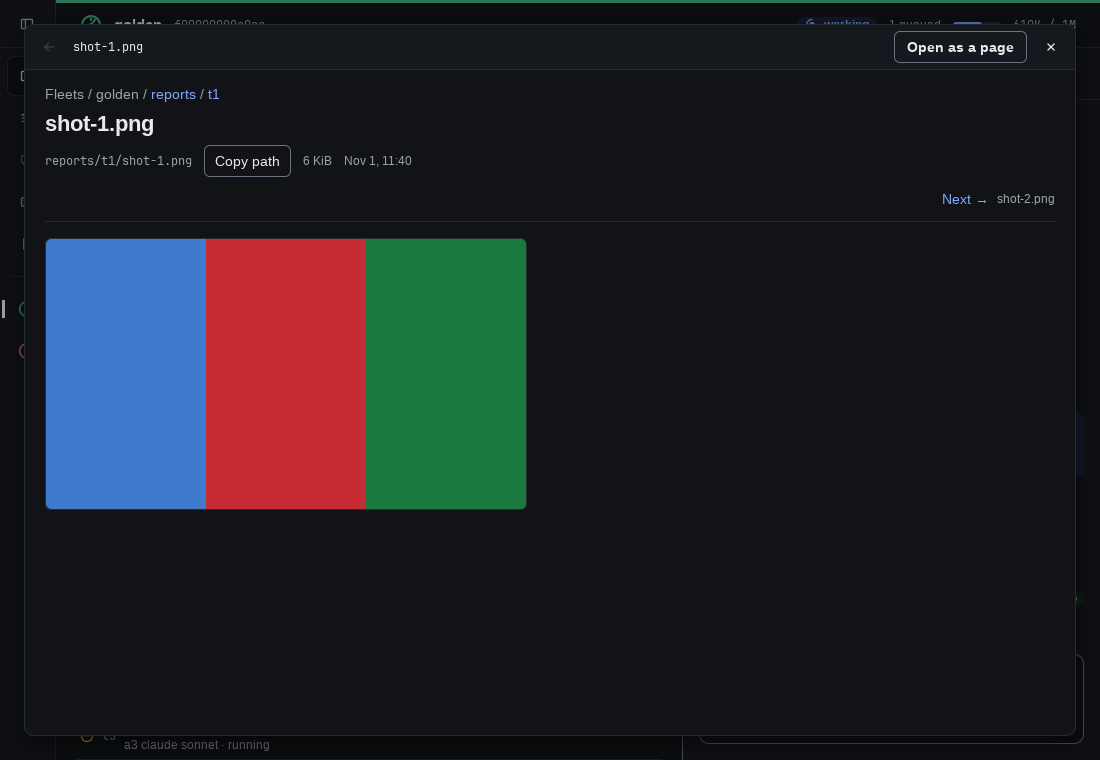 shot-1.png
Open as a page
Fleets / golden / reports / t1
shot-1.png
reports/t1/shot-1.png Copy path 6 KiB Nov 1, 11:40
Next → shot-2.png
a3 claude sonnet · running